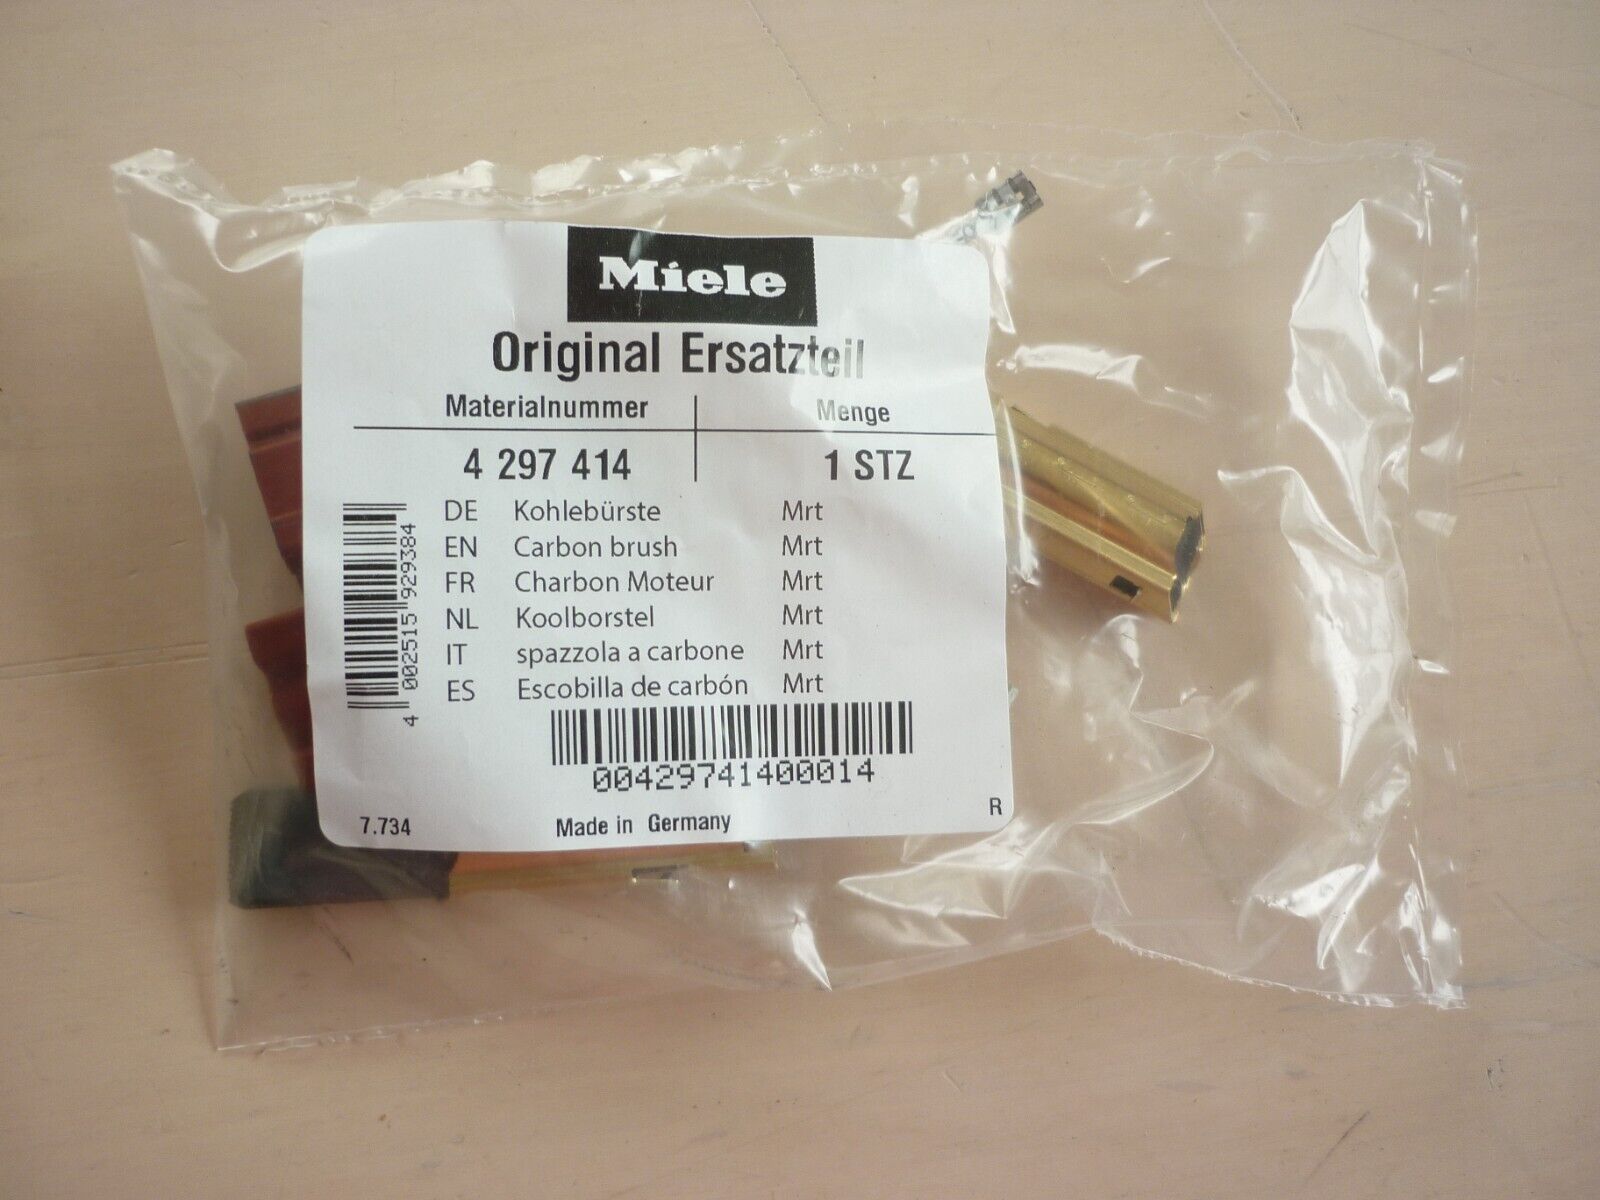 Miele
Original Ersatzteil
Materialnummer Menge
4 297 414 1 STZ
DE Kohlebürste Mrt
EN Carbon brush Mrt
FR Charbon Moteur Mrt
NL Koolborstel Mrt
IT spazzola a carbone Mrt
ES Escobilla de carbón Mrt
4 002515 929384
00429741400014
7.734 Made in Germany R